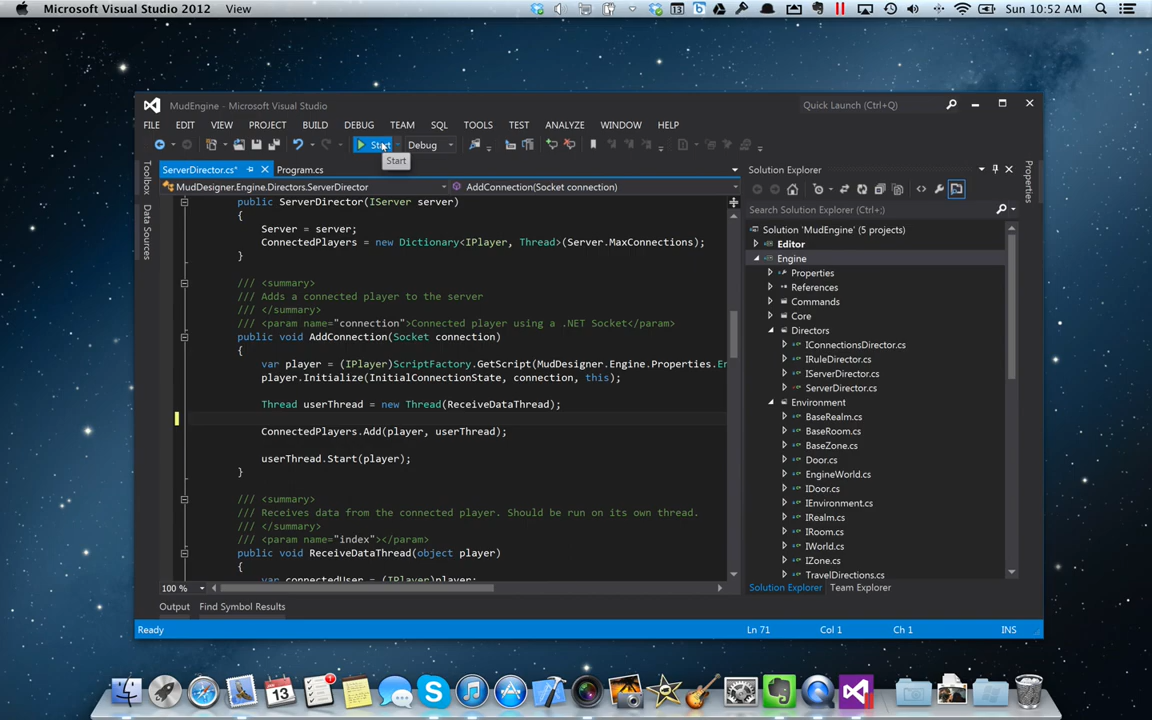 Microsoft Visual Studio 2012 View
13
Sun 10:52 AM
MudEngine - Microsoft Visual Studio
Quick Launch (Ctrl+Q)
FILE EDIT VIEW PROJECT BUILD DEBUG TEAM SQL TOOLS TEST ANALYZE WINDOW HELP
Start Debug
Start
Toolbox
Data Sources
ServerDirector.cs* Program.cs
MudDesigner.Engine.Directors.ServerDirector AddConnection(Socket connection)
public ServerDirector(IServer server)
{
Server = server;
ConnectedPlayers = new Dictionary<IPlayer, Thread>(Server.MaxConnections);
}
/// <summary>
/// Adds a connected player to the server
/// </summary>
/// <param name="connection">Connected player using a .NET Socket</param>
public void AddConnection(Socket connection)
{
var player = (IPlayer)ScriptFactory.GetScript(MudDesigner.Engine.Properties.En
player.Initialize(InitialConnectionState, connection, this);
Thread userThread = new Thread(ReceiveDataThread);
ConnectedPlayers.Add(player, userThread);
userThread.Start(player);
}
/// <summary>
/// Receives data from the connected player. Should be run on its own thread.
/// </summary>
/// <param name="index"></param>
public void ReceiveDataThread(object player)
{
var connectedUser = (IPlayer)player;
100 %
Output Find Symbol Results
Solution Explorer
Search Solution Explorer (Ctrl+;)
Solution 'MudEngine' (5 projects)
Editor
Engine
Properties
References
Commands
Core
Directors
IConnectionsDirector.cs
IRuleDirector.cs
IServerDirector.cs
ServerDirector.cs
Environment
BaseRealm.cs
BaseRoom.cs
BaseZone.cs
Door.cs
EngineWorld.cs
IDoor.cs
IEnvironment.cs
IRealm.cs
IRoom.cs
IWorld.cs
IZone.cs
TravelDirections.cs
Solution Explorer Team Explorer
Properties
Ready Ln 71 Col 1 Ch 1 INS
13
1